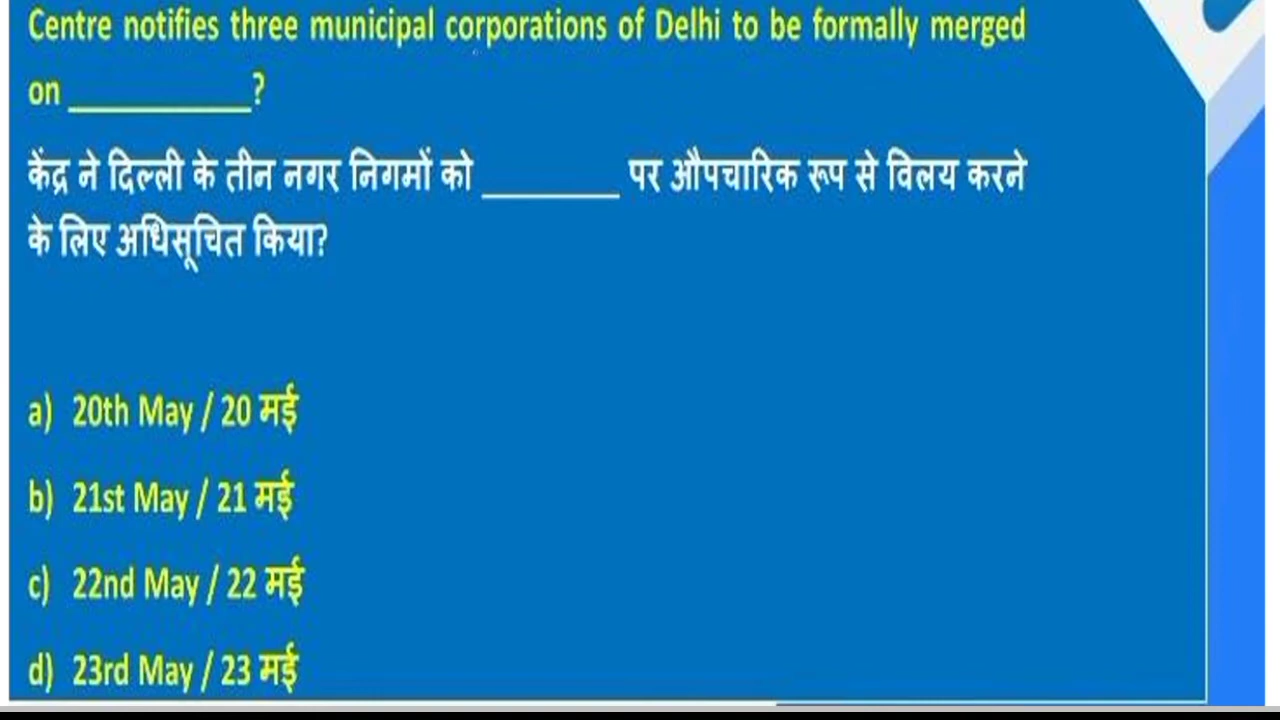 Centre notifies three municipal corporations of Delhi to be formally merged
on ___________?
केंद्र ने दिल्ली के तीन नगर निगमों को ________ पर औपचारिक रूप से विलय करने
के लिए अधिसूचित किया?
a) 20th May / 20 मई
b) 21st May / 21 मई
c) 22nd May / 22 मई
d) 23rd May / 23 मई